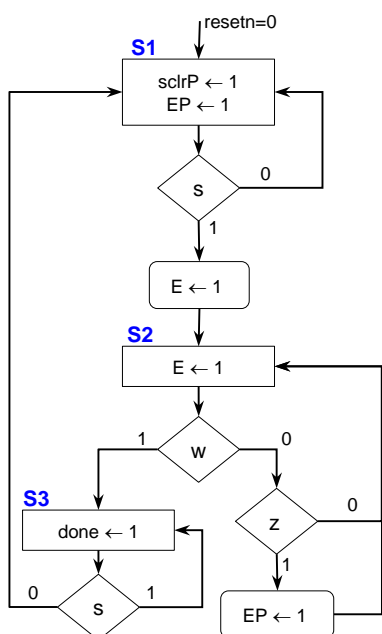 resetn=0
S1
sclrP ← 1
EP ← 1
s
0
1
E ← 1
S2
E ← 1
1
w
0
S3
done ← 1
z
0
1
0
s
1
EP ← 1